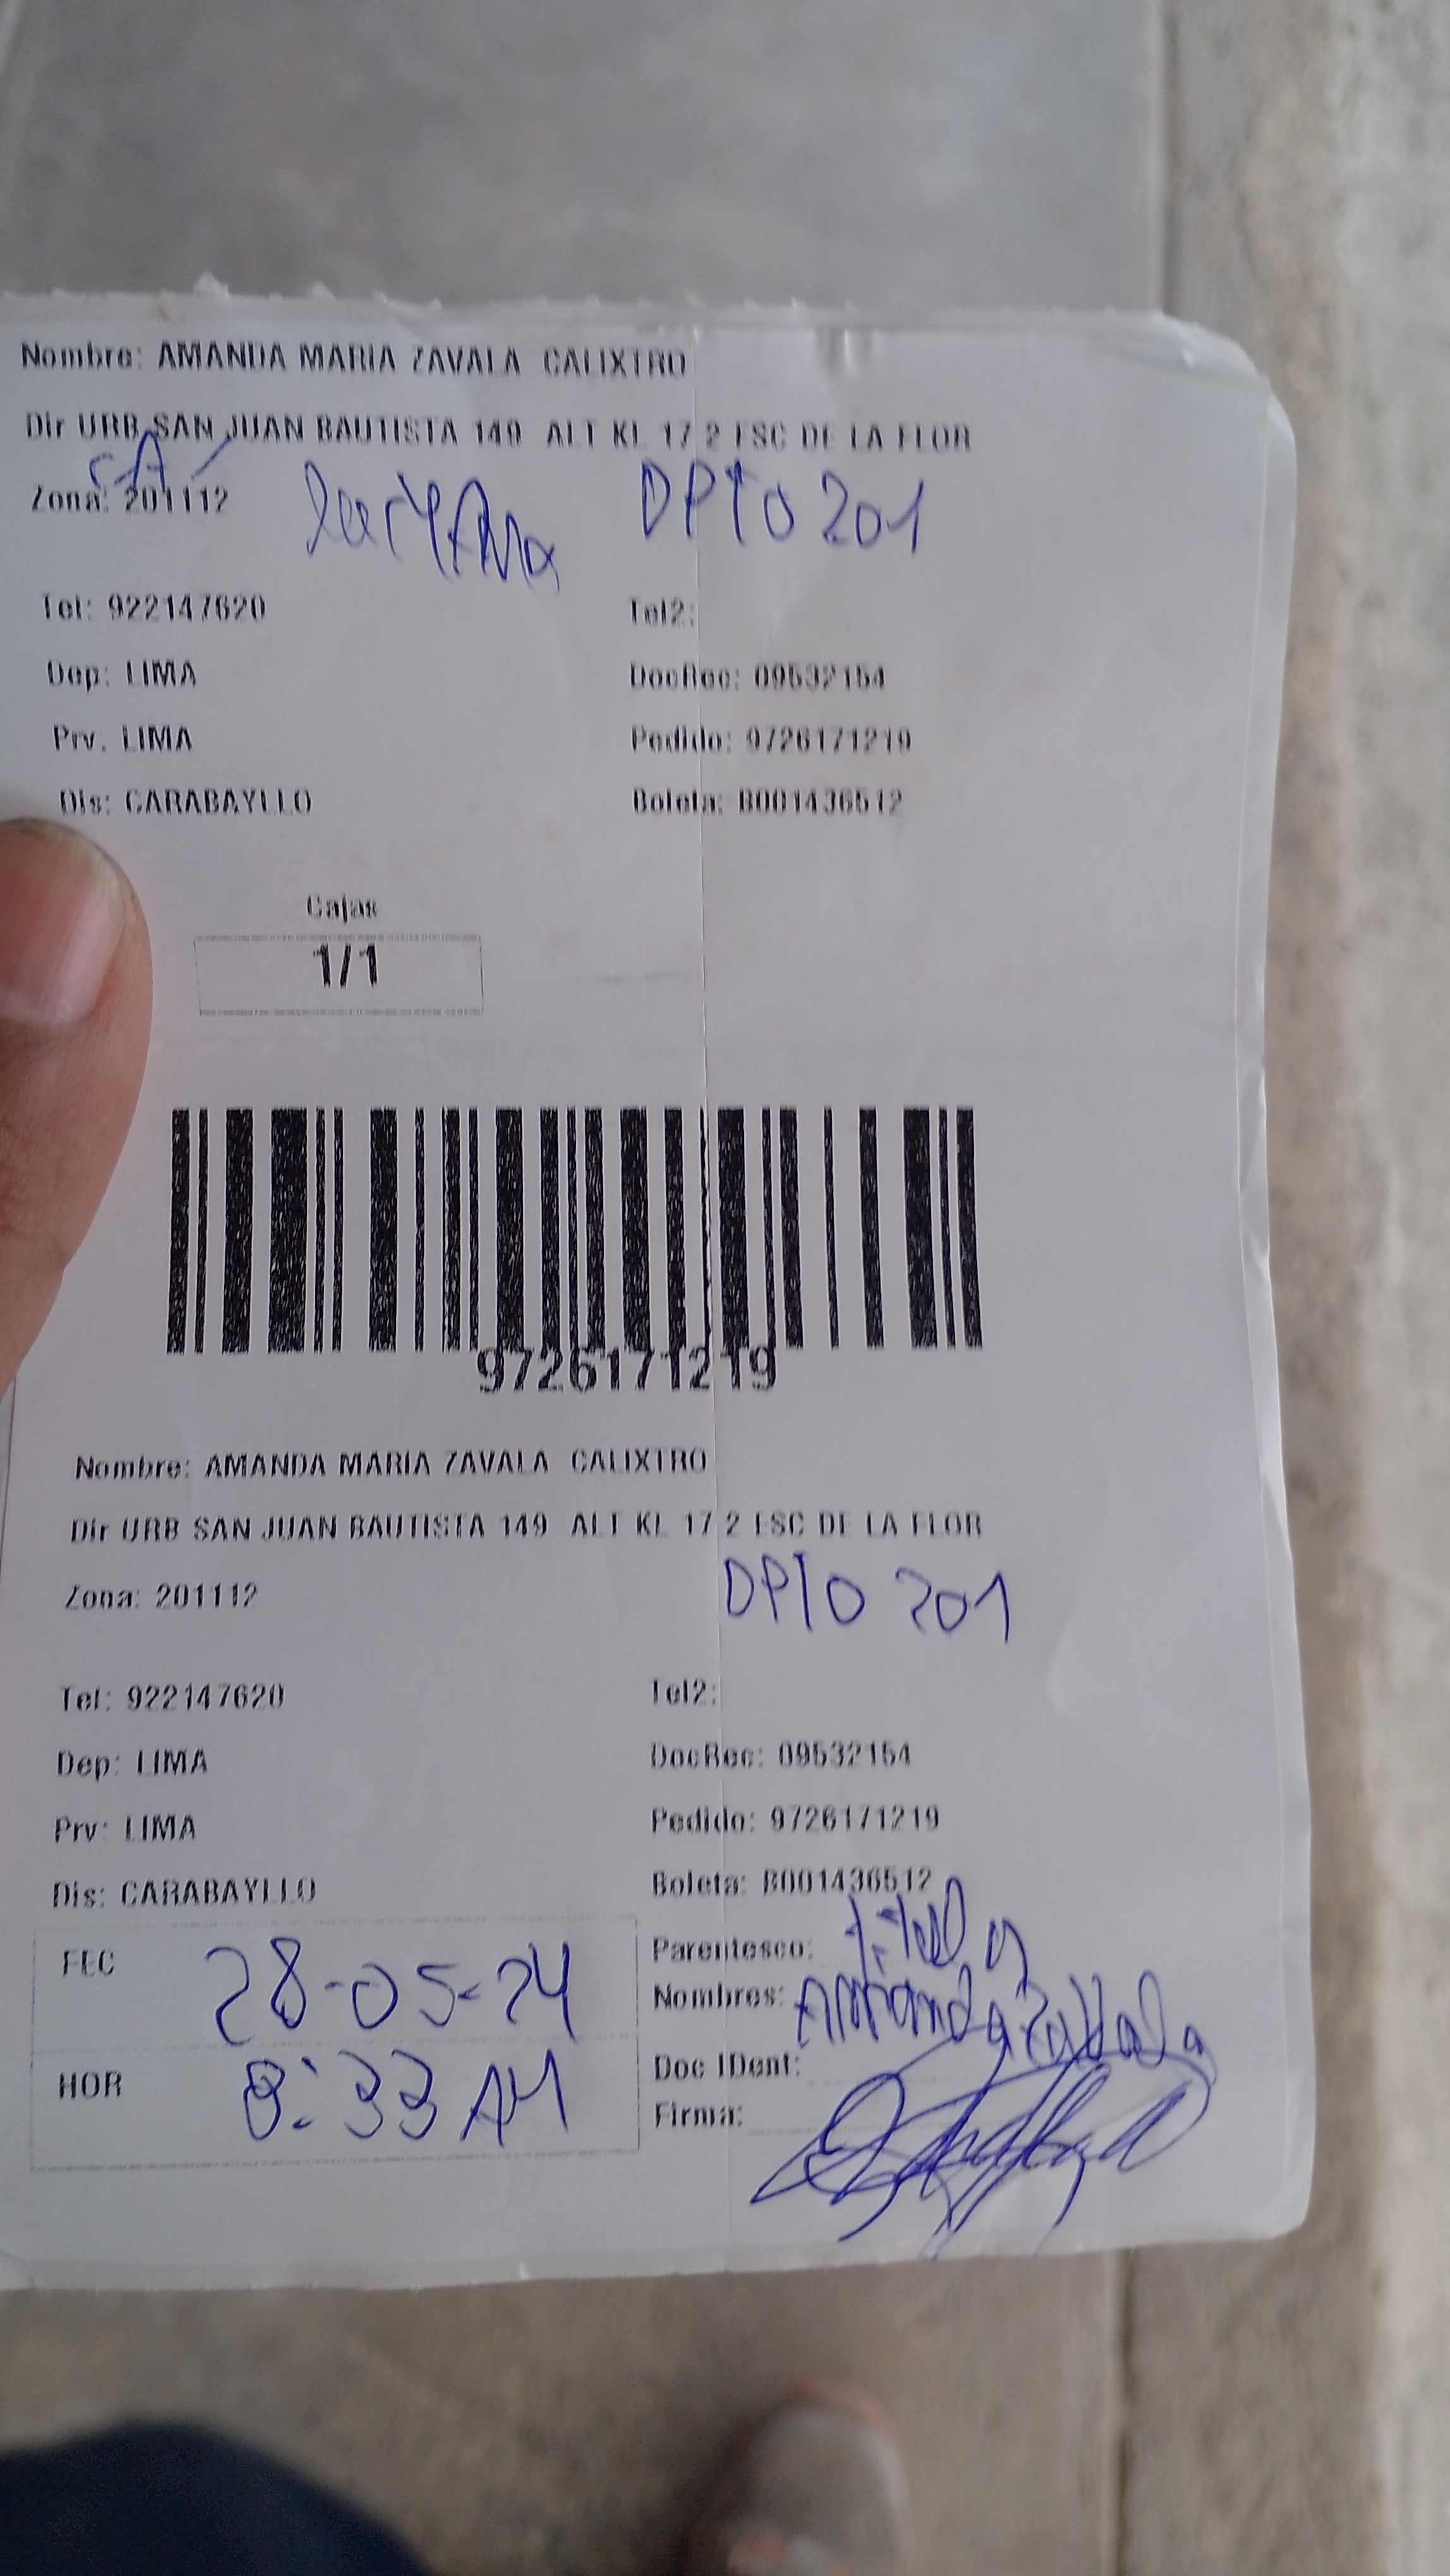 Nombre: AMANDA MARIA ZAVALA CALIXTRO
Dir URB SAN JUAN BAUTISTA 149 ALT KL 17 2 ESC DE LA FLOR
Zona: 201112
DPTO 201
Tel: 922147620 Tel2:
Dep: LIMA DocRec: 09532154
Prv: LIMA Pedido: 9726171219
Dis: CARABAYLLO Boleta: B001436512
Cajas
1/1
9726171219
Nombre: AMANDA MARIA ZAVALA CALIXTRO
Dir URB SAN JUAN BAUTISTA 149 ALT KL 17 2 ESC DE LA FLOR
Zona: 201112
DPTO 201
Tel: 922147620 Tel2:
Dep: LIMA DocRec: 09532154
Prv: LIMA Pedido: 9726171219
Dis: CARABAYLLO Boleta: B001436512
FEC 28-05-24
Parentesco:
Nombres: Amanda Zavala
HOR 8:33 AM
Doc IDent:
Firma: